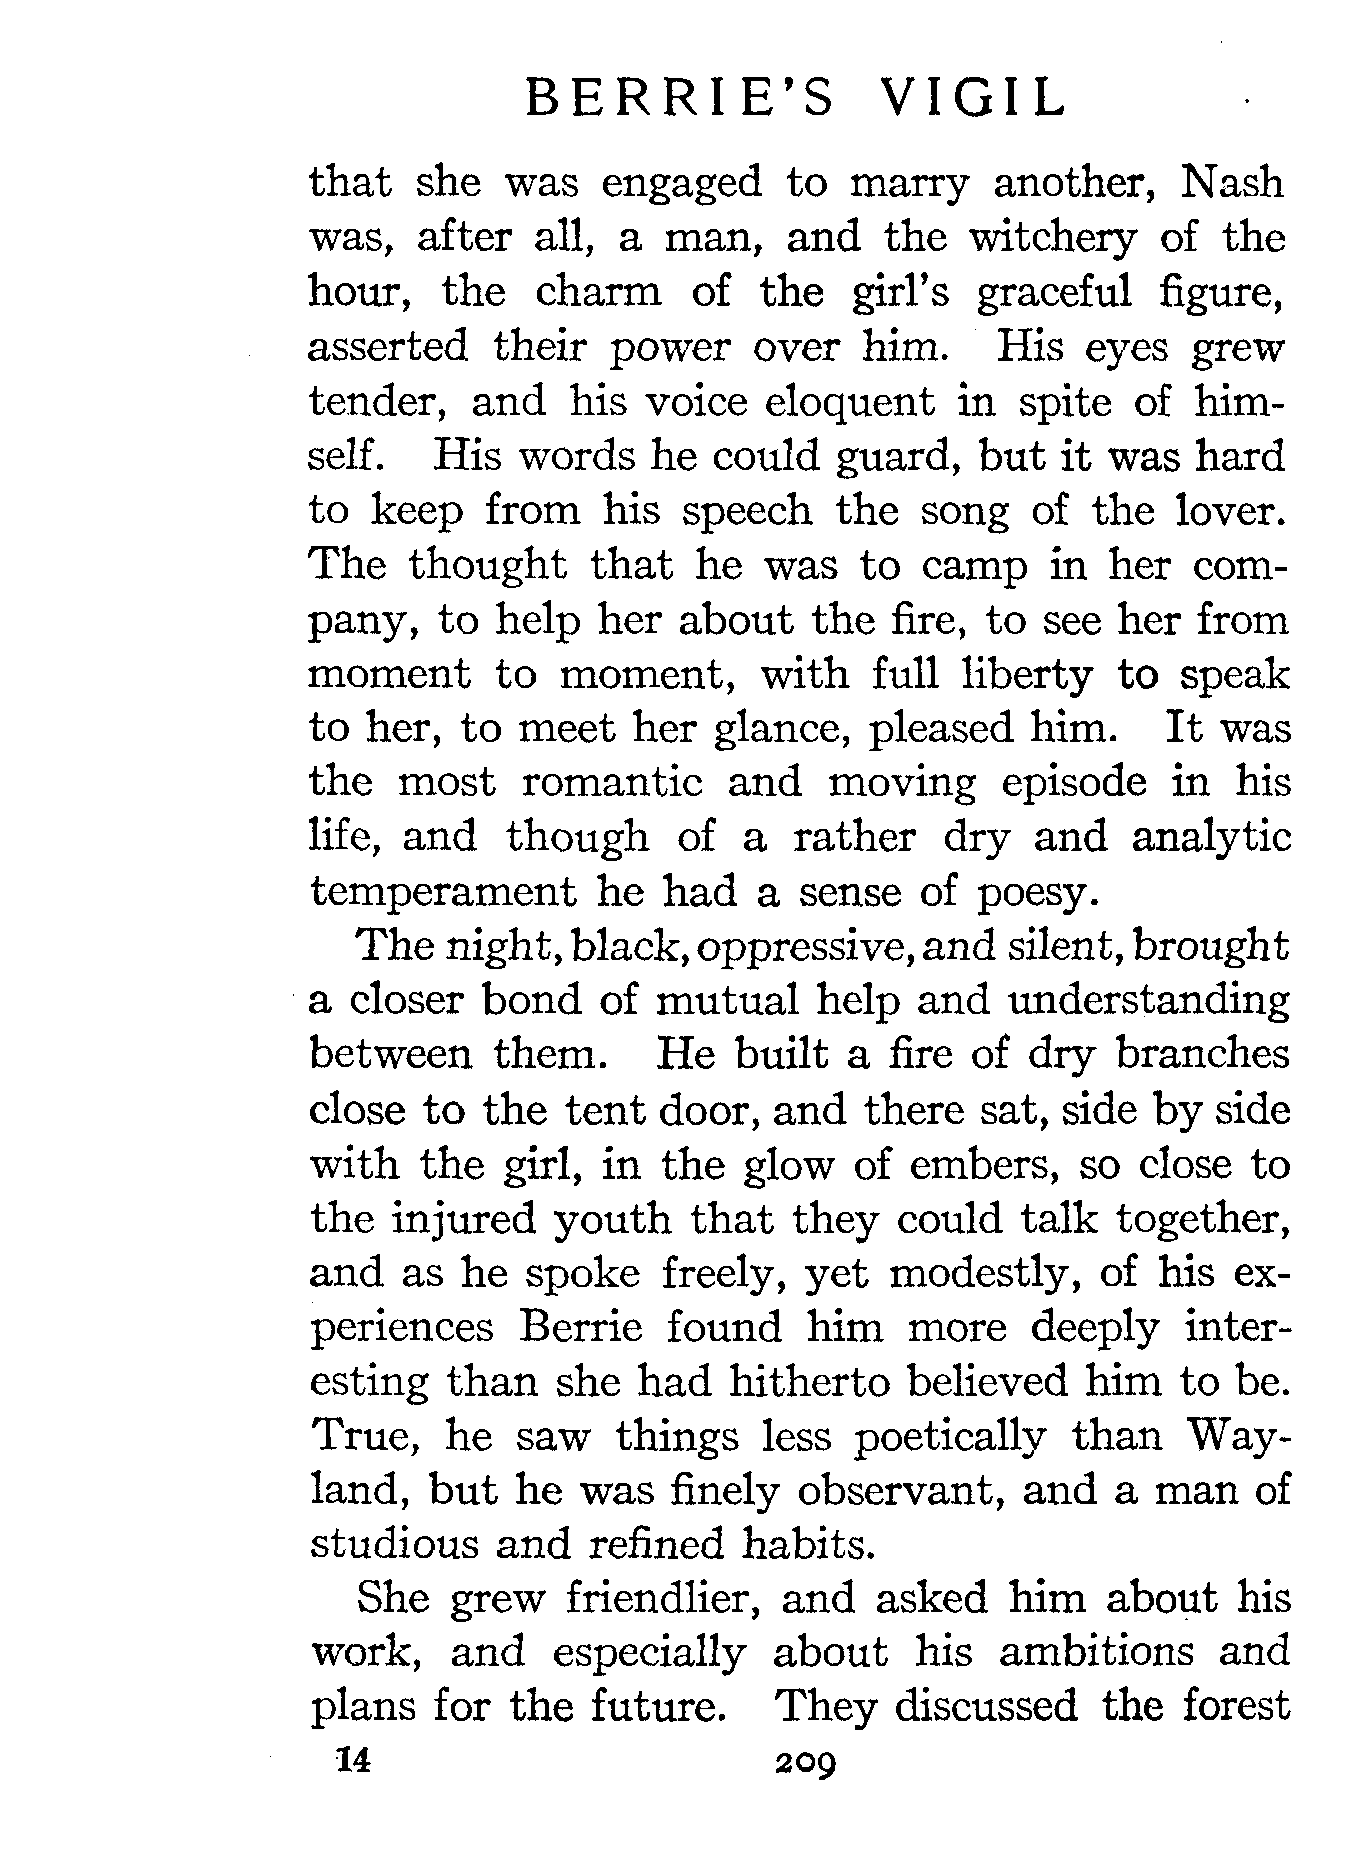 BERRIE'S VIGIL
that she was engaged to marry another, Nash
was, after all, a man, and the witchery of the
hour, the charm of the girl's graceful figure,
asserted their power over him. His eyes grew
tender, and his voice eloquent in spite of him-
self. His words he could guard, but it was hard
to keep from his speech the song of the lover.
The thought that he was to camp in her com-
pany, to help her about the fire, to see her from
moment to moment, with full liberty to speak
to her, to meet her glance, pleased him. It was
the most romantic and moving episode in his
life, and though of a rather dry and analytic
temperament he had a sense of poesy.
The night, black, oppressive, and silent, brought
a closer bond of mutual help and understanding
between them. He built a fire of dry branches
close to the tent door, and there sat, side by side
with the girl, in the glow of embers, so close to
the injured youth that they could talk together,
and as he spoke freely, yet modestly, of his ex-
periences Berrie found him more deeply inter-
esting than she had hitherto believed him to be.
True, he saw things less poetically than Way-
land, but he was finely observant, and a man of
studious and refined habits.
She grew friendlier, and asked him about his
work, and especially about his ambitions and
plans for the future. They discussed the forest
14 209